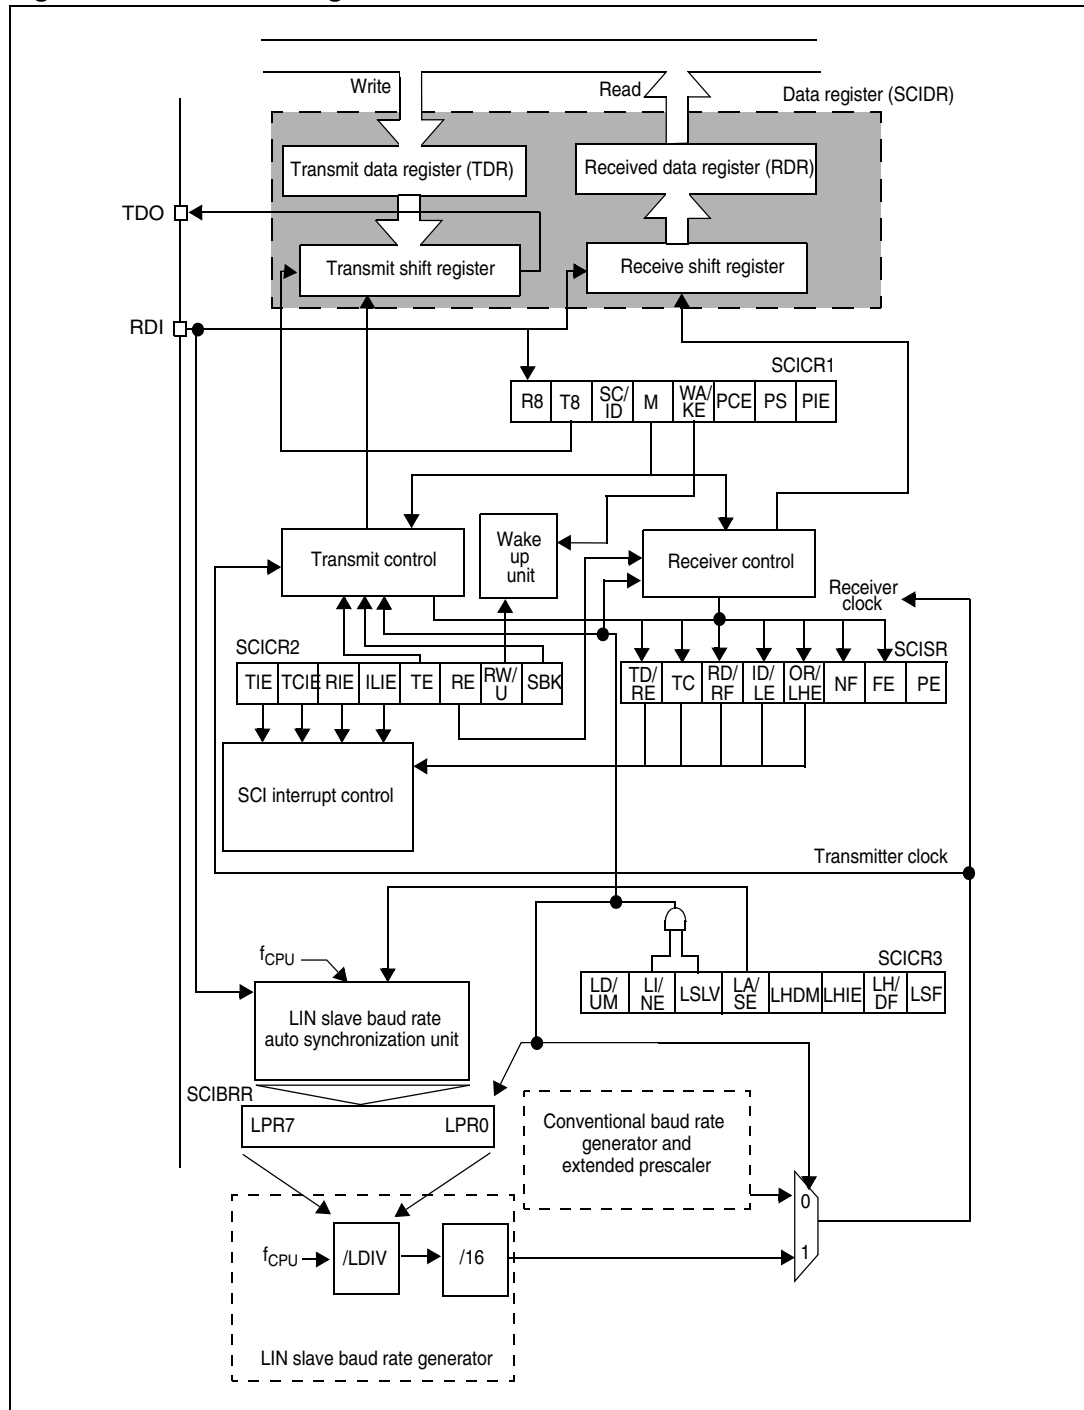 Write
Read
Data register (SCIDR)
Transmit data register (TDR)
Received data register (RDR)
TDO
Transmit shift register
Receive shift register
RDI
SCICR1
R8
T8
SC/
ID
M
WA/
KE
PCE
PS
PIE
Transmit control
Wake
up
unit
Receiver control
Receiver
clock
SCICR2
TIE
TCIE
RIE
ILIE
TE
RE
RW/
U
SBK
SCISR
TD/
RE
TC
RD/
RF
ID/
LE
OR/
LHE
NF
FE
PE
SCI interrupt control
Transmitter clock
fCPU
SCICR3
LD/
UM
LI/
NE
LSLV
LA/
SE
LHDM
LHIE
LH/
DF
LSF
LIN slave baud rate
auto synchronization unit
SCIBRR
LPR7
LPR0
Conventional baud rate
generator and
extended prescaler
0
1
fCPU
/LDIV
/16
LIN slave baud rate generator